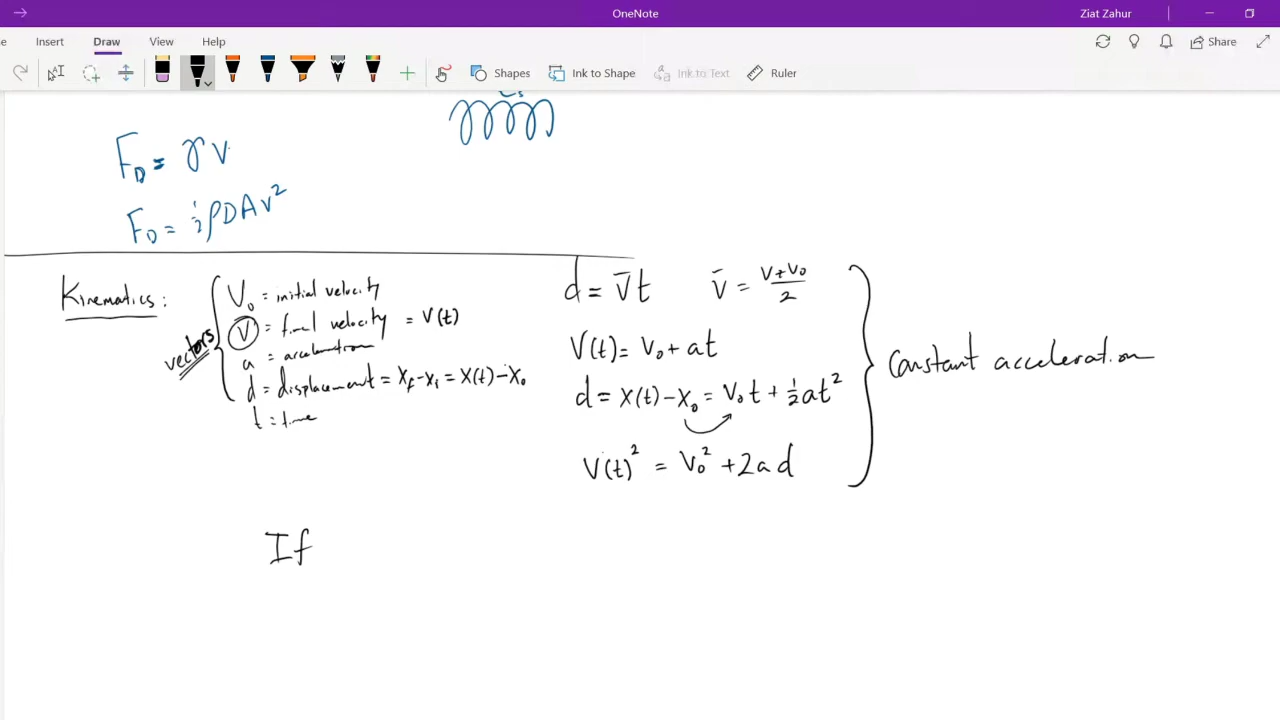 OneNote
Ziat Zahur
Insert Draw View Help
Share
Shapes Ink to Shape Ink to Text Ruler
F_D = γv
F_D = ½ρDAv²
Kinematics:
vectors
V₀ = initial velocity
V = final velocity = V(t)
a = acceleration
d = displacement = X_f - x_i = X(t) - X₀
t = time
d = V̄t V̄ = (V+V₀)/2
V(t) = V₀ + at
d = X(t) - X₀ = V₀t + ½at²
V(t)² = V₀² + 2ad
Constant acceleration
If